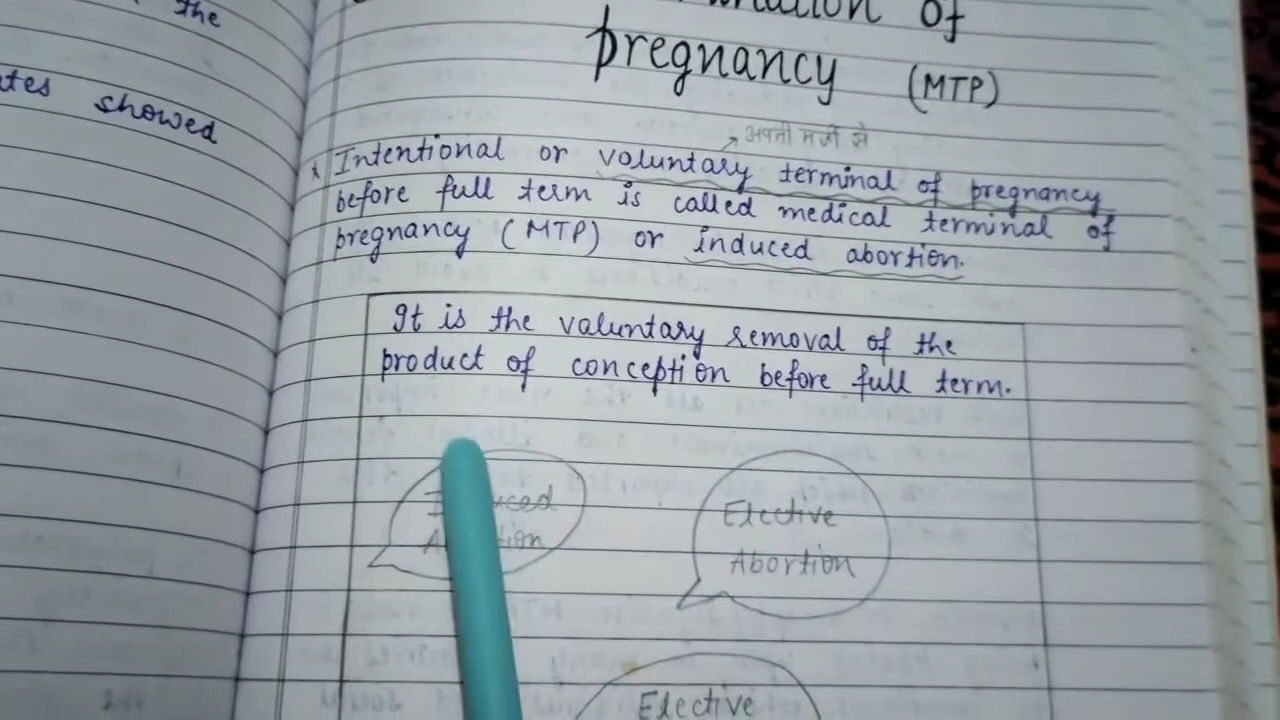 the
showed
of
pregnancy (MTP)
अपनी मर्जी से
Intentional or voluntary terminal of pregnancy
before full term is called medical terminal of
pregnancy (MTP) or induced abortion.
It is the voluntary removal of the
product of conception before full term.
Elective
Abortion
Elective